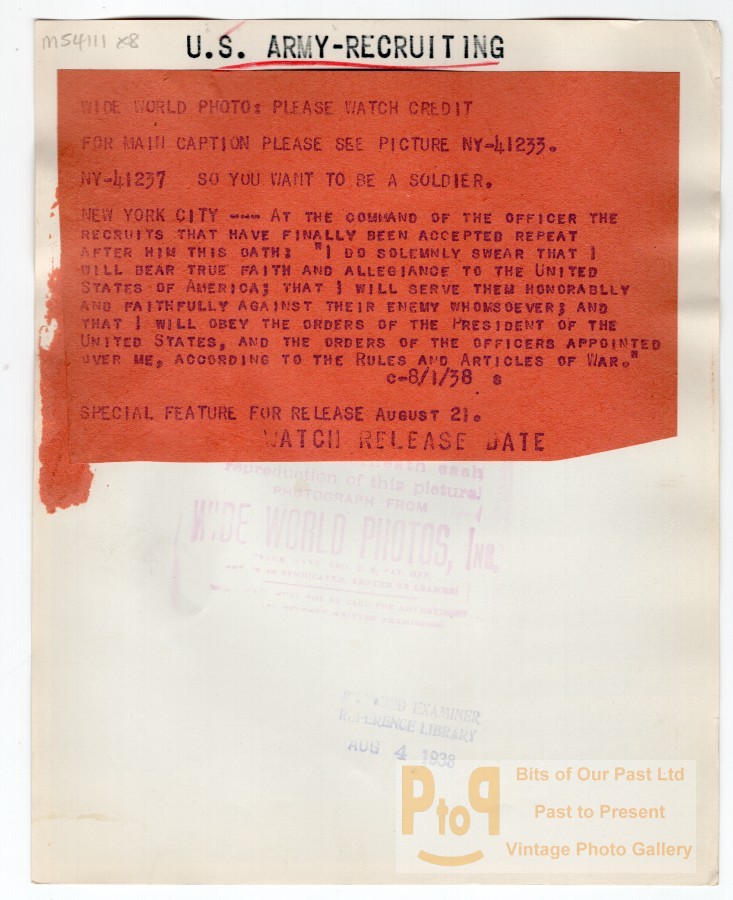 M54111 x8
U.S. ARMY-RECRUITING
WIDE WORLD PHOTO: PLEASE WATCH CREDIT
FOR MAIN CAPTION PLEASE SEE PICTURE NY-41233.
NY-41237 SO YOU WANT TO BE A SOLDIER.
NEW YORK CITY --- AT THE COMMAND OF THE OFFICER THE
RECRUITS THAT HAVE FINALLY BEEN ACCEPTED REPEAT
AFTER HIM THIS OATH: "I DO SOLEMNLY SWEAR THAT I
WILL BEAR TRUE FAITH AND ALLEGIANCE TO THE UNITED
STATES OF AMERICA; THAT I WILL SERVE THEM HONORABLLY
AND FAITHFULLY AGAINST THEIR ENEMY WHOMSOEVER; AND
THAT I WILL OBEY THE ORDERS OF THE PRESIDENT OF THE
UNITED STATES, AND THE ORDERS OF THE OFFICERS APPOINTED
OVER ME, ACCORDING TO THE RULES AND ARTICLES OF WAR."
C-8/1/38 S
SPECIAL FEATURE FOR RELEASE AUGUST 21.
WATCH RELEASE DATE
each
reproduction of this picture
PHOTOGRAPH FROM
WIDE WORLD PHOTOS, INC.
EXAMINER
REFERENCE LIBRARY
AUG 4 1938
PtoP
Bits of Our Past Ltd
Past to Present
Vintage Photo Gallery